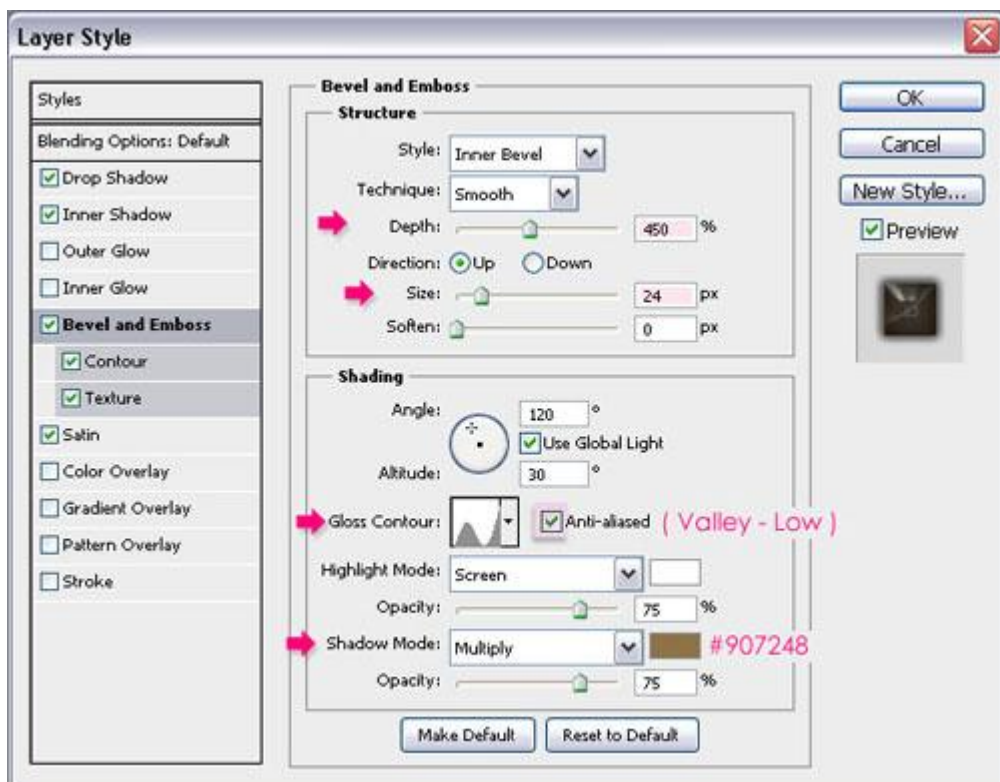 Layer Style
Styles
Blending Options: Default
Drop Shadow
Inner Shadow
Outer Glow
Inner Glow
Bevel and Emboss
Contour
Texture
Satin
Color Overlay
Gradient Overlay
Pattern Overlay
Stroke
Bevel and Emboss
Structure
Style: Inner Bevel
Technique: Smooth
Depth: 450 %
Direction: Up Down
Size: 24 px
Soften: 0 px
Shading
Angle: 120 °
Use Global Light
Altitude: 30 °
Gloss Contour: Anti-aliased ( Valley - Low )
Highlight Mode: Screen
Opacity: 75 %
Shadow Mode: Multiply #907248
Opacity: 75 %
Make Default Reset to Default
OK
Cancel
New Style...
Preview